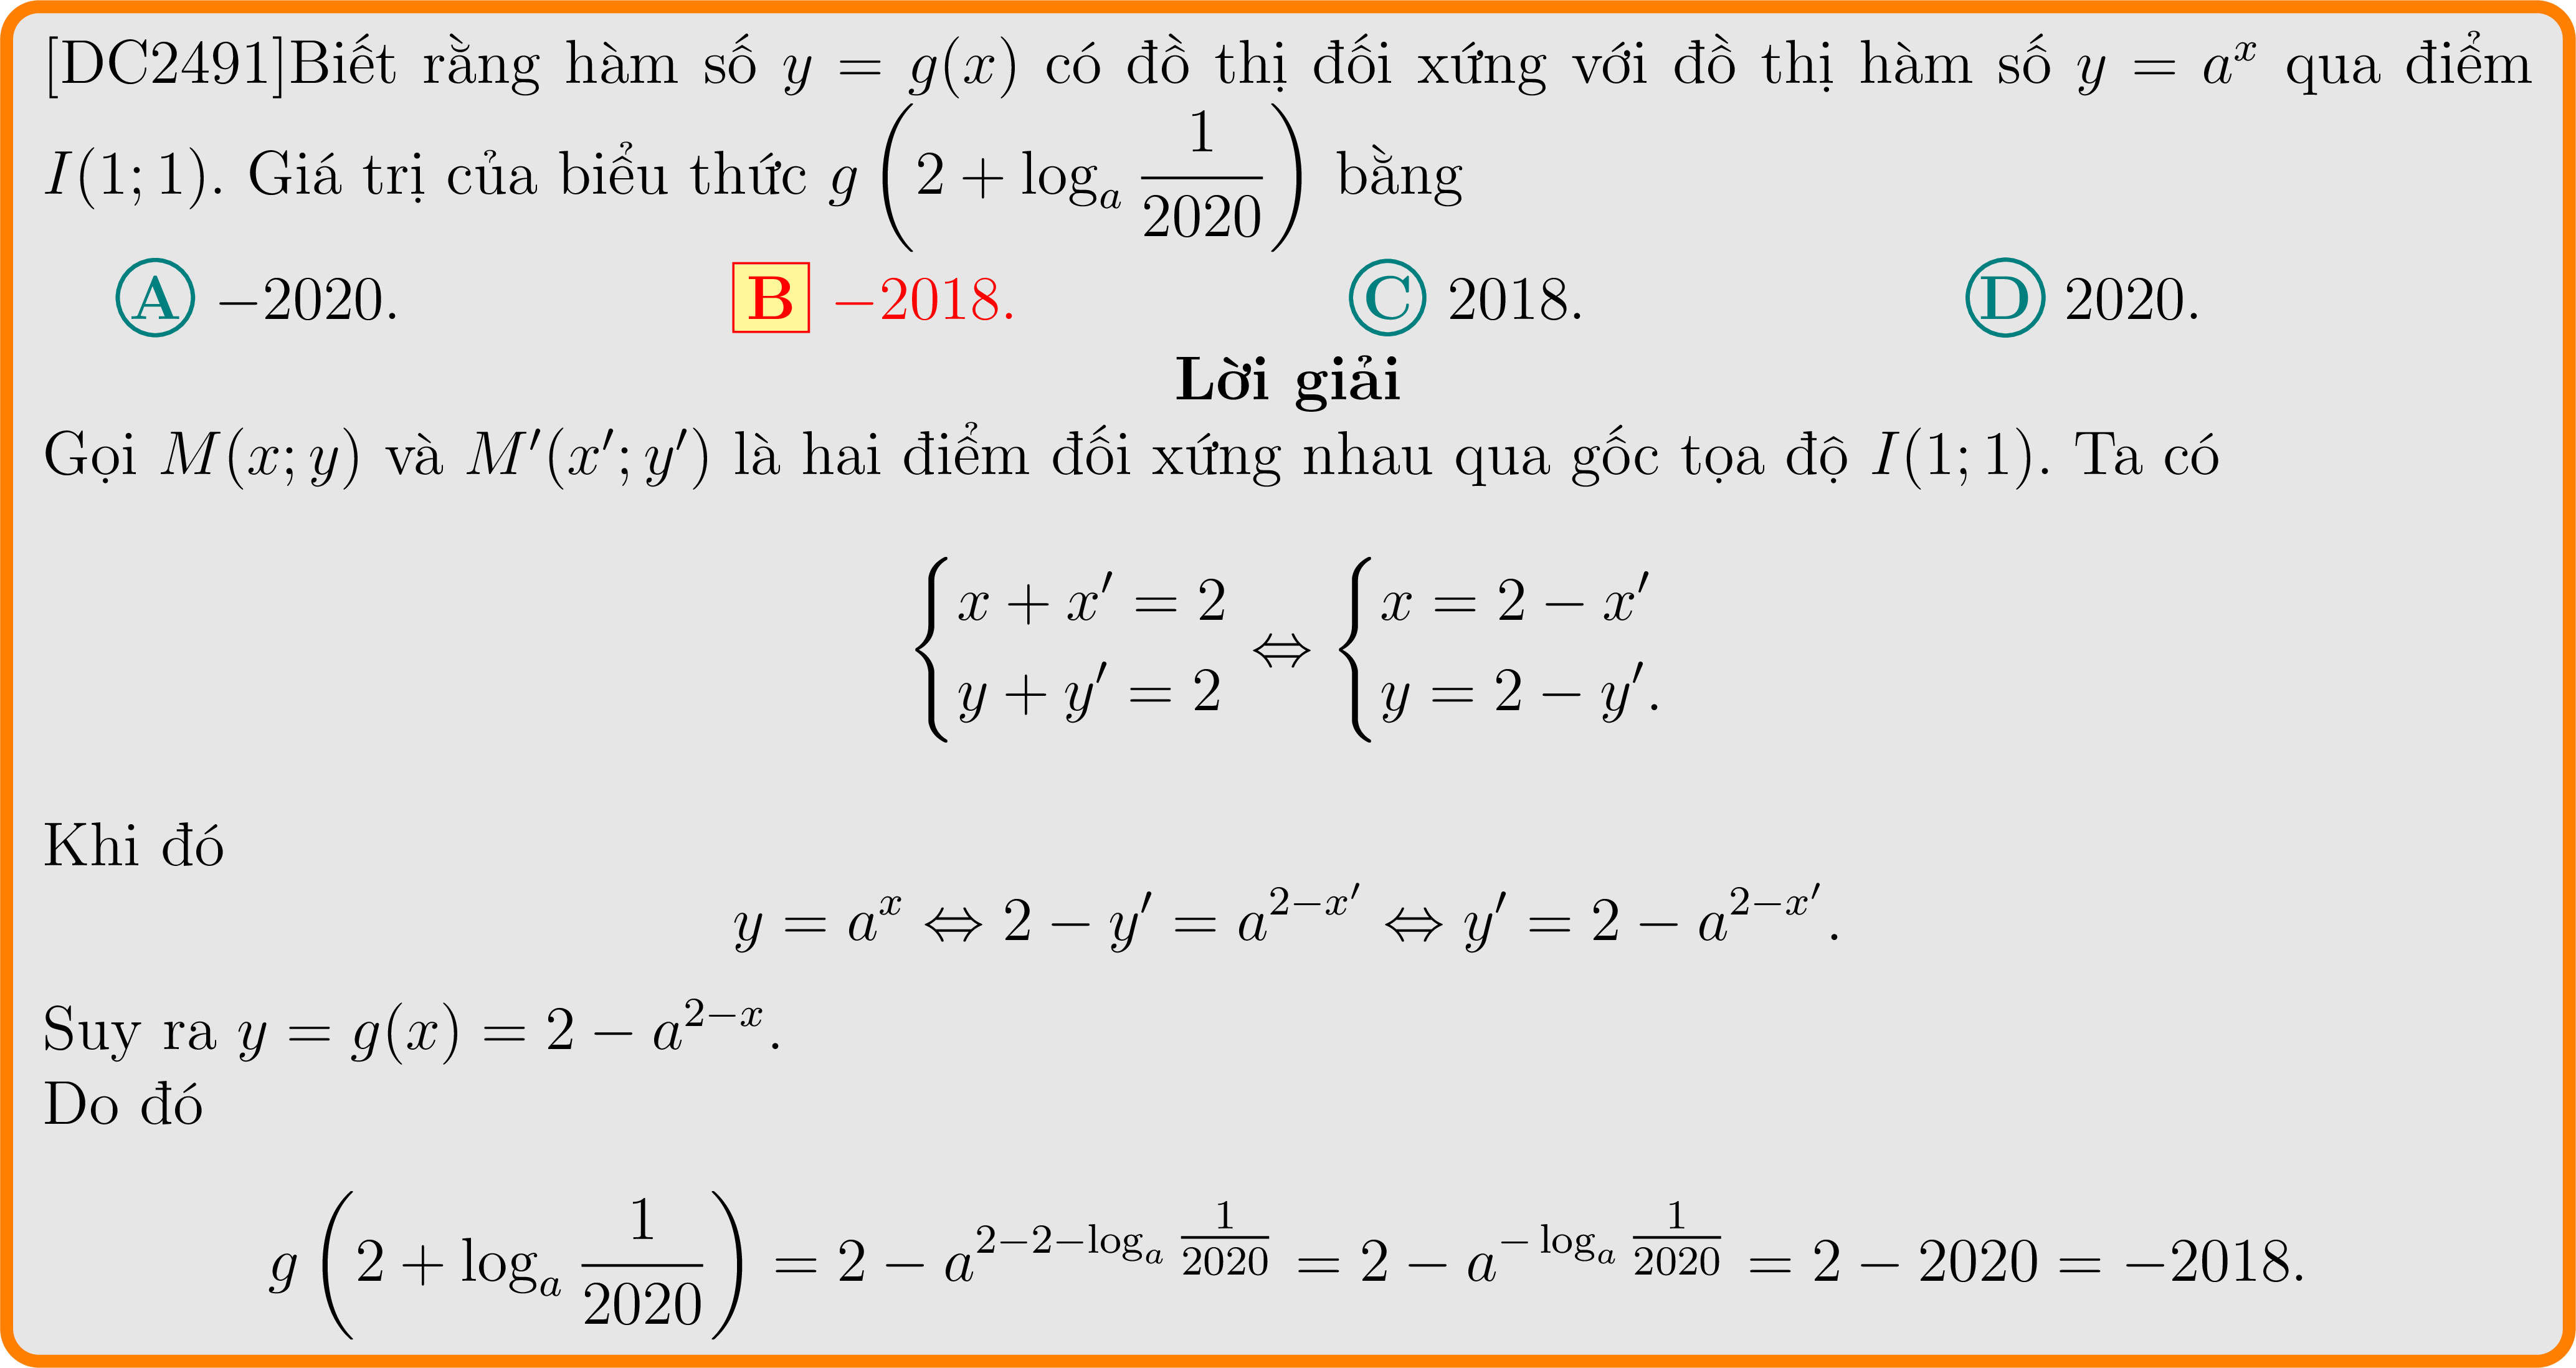 [DC2491]Biết rằng hàm số $y = g(x)$ có đồ thị đối xứng với đồ thị hàm số $y = a^x$ qua điểm
$I(1; 1)$. Giá trị của biểu thức $g\left(2 + \log_a \dfrac{1}{2020}\right)$ bằng
A −2020. B −2018. C 2018. D 2020.
Lời giải
Gọi $M(x; y)$ và $M'(x'; y')$ là hai điểm đối xứng nhau qua gốc tọa độ $I(1; 1)$. Ta có
$\begin{cases} x + x' = 2 \\ y + y' = 2 \end{cases} \Leftrightarrow \begin{cases} x = 2 - x' \\ y = 2 - y'. \end{cases}$
Khi đó
$y = a^x \Leftrightarrow 2 - y' = a^{2-x'} \Leftrightarrow y' = 2 - a^{2-x'}.$
Suy ra $y = g(x) = 2 - a^{2-x}$.
Do đó
$g\left(2 + \log_a \dfrac{1}{2020}\right) = 2 - a^{2-2-\log_a \frac{1}{2020}} = 2 - a^{-\log_a \frac{1}{2020}} = 2 - 2020 = -2018.$